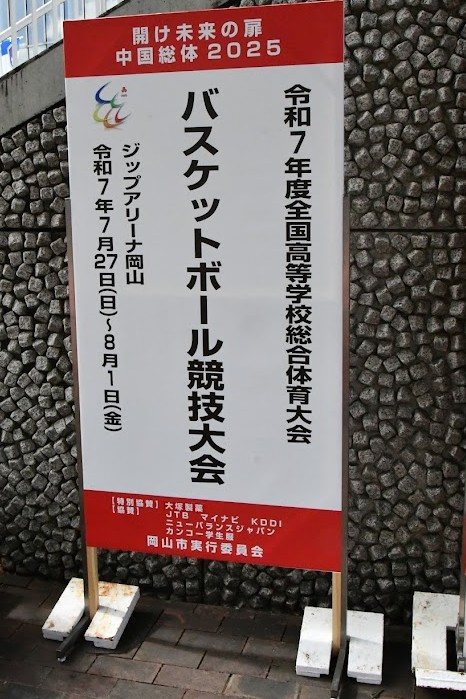 開け未来の扉
中国総体2025
令和7年度全国高等学校総合体育大会
バスケットボール競技大会
ジップアリーナ岡山
令和7年7月27日(日)~8月1日(金)
[特別協賛] 大塚製薬
[協賛] JTB マイナビ KDDI
ニューバランスジャパン
カンコー学生服
岡山市実行委員会